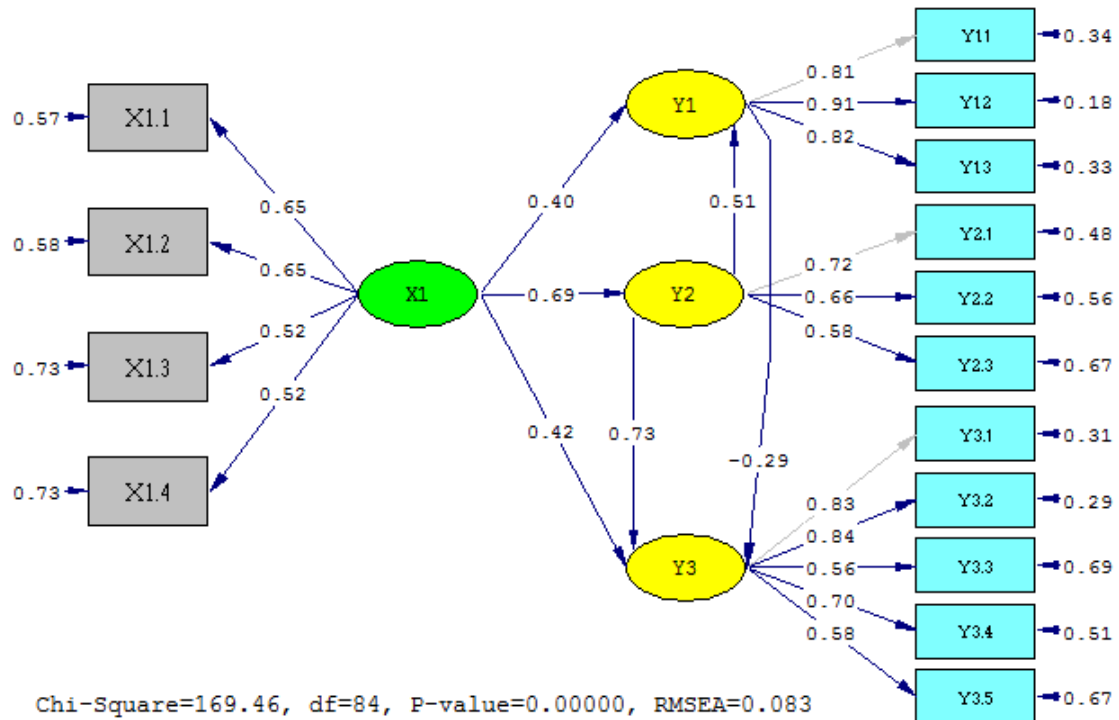 Y11
0.34
0.81
Y1
Y12
0.18
0.91
0.57
X1.1
Y13
0.33
0.82
0.65
0.40
0.51
Y2.1
0.48
0.72
0.58
X1.2
0.65
X1
0.69
Y2
0.66
Y2.2
0.56
0.58
0.52
Y2.3
0.67
0.73
X1.3
0.52
0.42
0.73
-0.29
Y3.1
0.31
0.83
0.73
X1.4
Y3.2
0.29
0.84
Y3
0.56
Y3.3
0.69
0.70
Y3.4
0.51
0.58
Y3.5
0.67
Chi-Square=169.46, df=84, P-value=0.00000, RMSEA=0.083